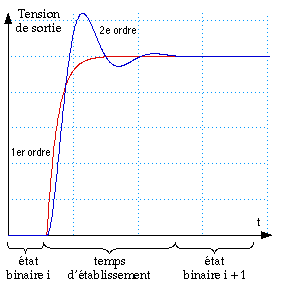 Tension
de sortie
2e ordre
1er ordre
t
état
binaire i
temps
d'établissement
état
binaire i + 1